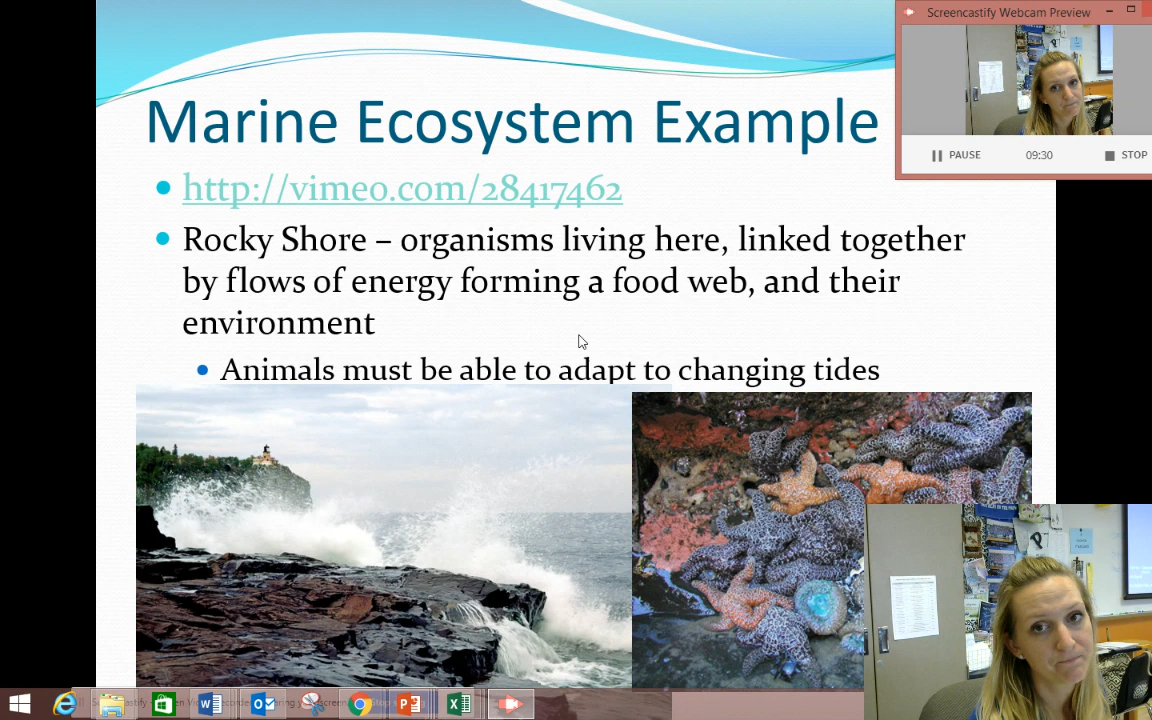 Screencastify Webcam Preview
Marine Ecosystem Example
PAUSE 09:30 STOP
http://vimeo.com/28417462
Rocky Shore – organisms living here, linked together
by flows of energy forming a food web, and their
environment
Animals must be able to adapt to changing tides